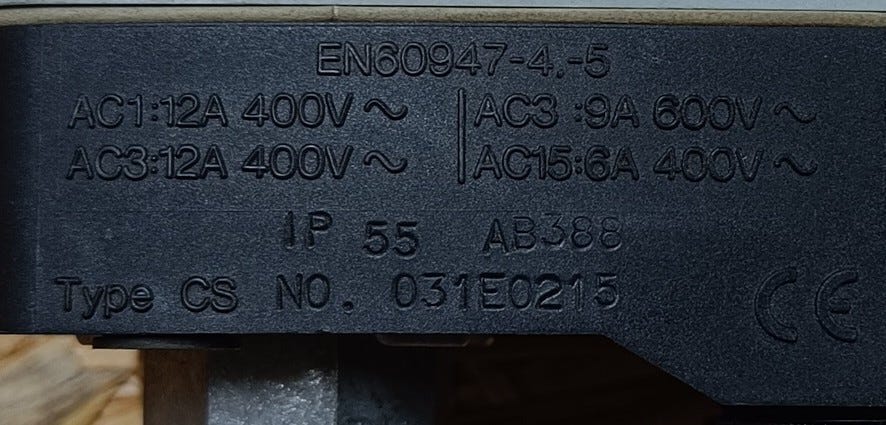 EN60947-4,-5
AC1:12A 400V ~ | AC3 :9A 600V ~
AC3:12A 400V ~ | AC15:6A 400V ~
IP 55 AB388
Type CS NO. 031E0215
CE